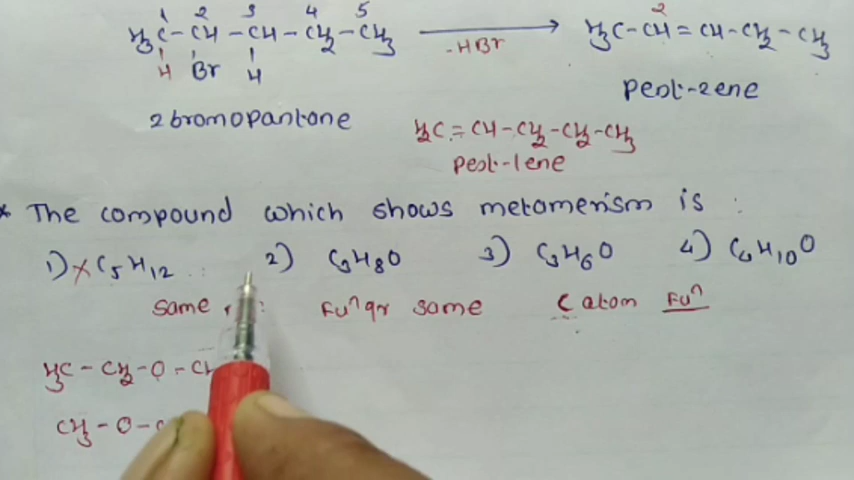 1 2 3 4 5
H3C - CH - CH - CH2 - CH3 -HBr H3C - CH = CH - CH2 - CH3
2
H Br H
pent-2ene
2 bromopantane
H2C = CH - CH2 - CH2 - CH3
pent-1ene
* The compound which shows metamerism is :
1) × C5H12 2) C3H8O 3) C3H6O 4) C4H10O
same Fuⁿ gr same C atom Fuⁿ
H3C - CH2 - O -
CH3 - O -